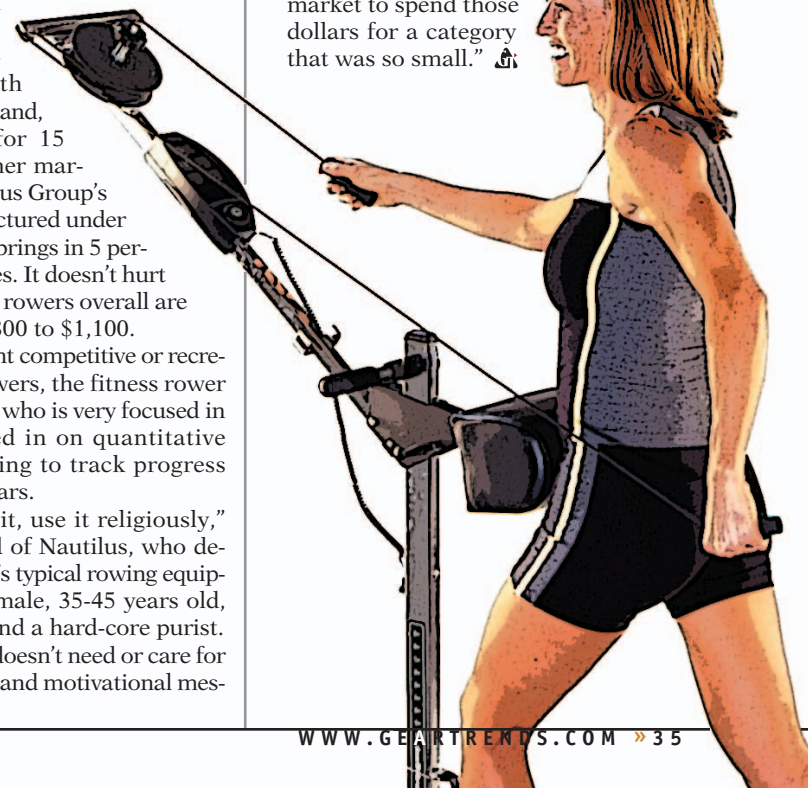 th
and,
for 15
ner mar-
us Group's
ctured under
brings in 5 per-
es. It doesn't hurt
rowers overall are
800 to $1,100.
nt competitive or recre-
wers, the fitness rower
who is very focused in
ed in on quantitative
ing to track progress
ars.
it, use it religiously,”
l of Nautilus, who de-
's typical rowing equip-
male, 35-45 years old,
nd a hard-core purist.
doesn't need or care for
and motivational mes-
market to spend those
dollars for a category
that was so small.” Gt
WWW.GEARTRENDS.COM » 35